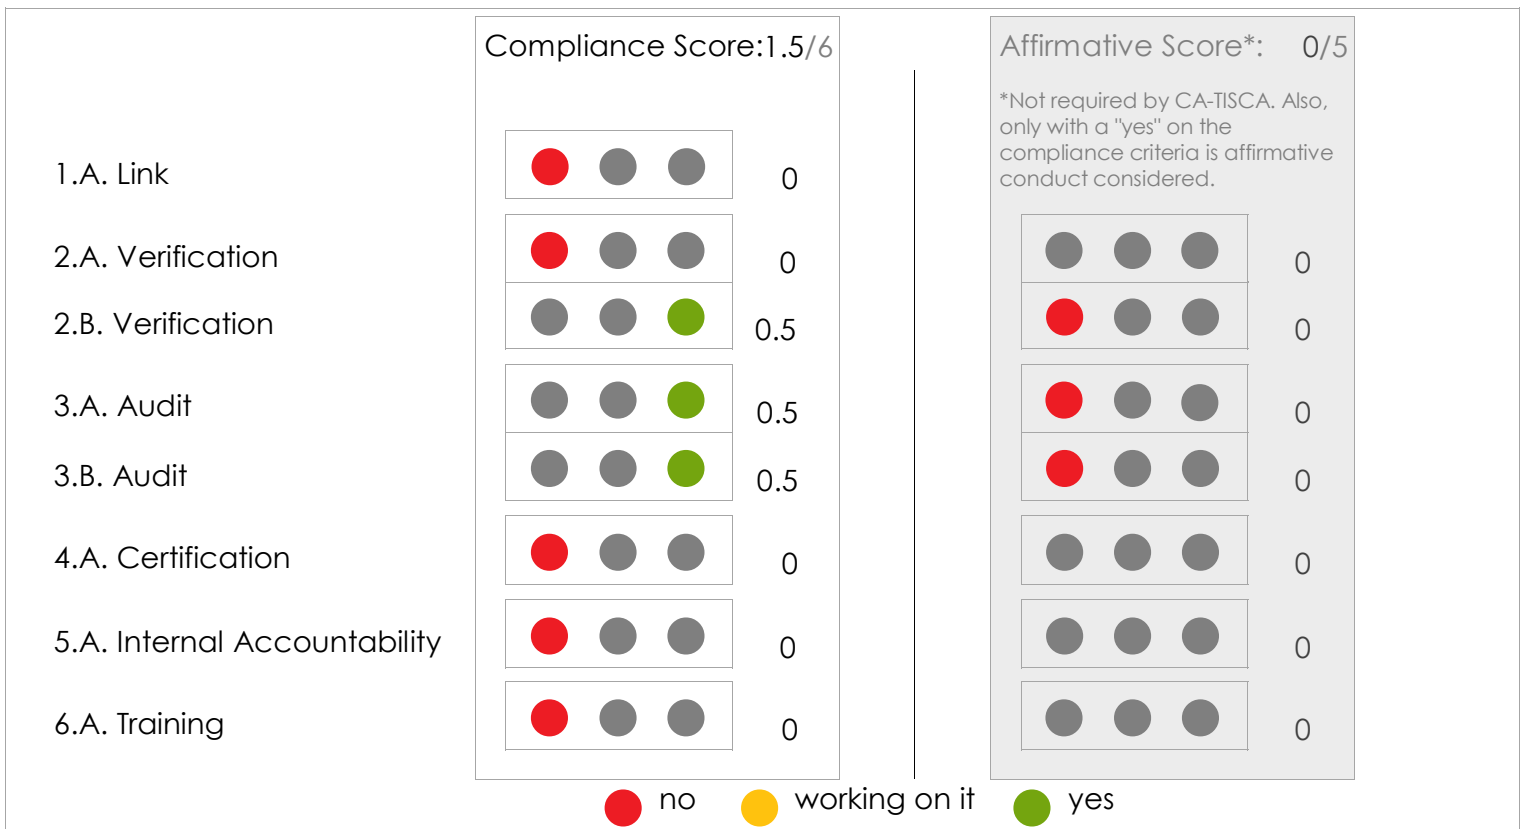 Compliance Score:1.5/6
Affirmative Score*: 0/5
*Not required by CA-TISCA. Also,
only with a "yes" on the
compliance criteria is affirmative
conduct considered.
1.A. Link 0
2.A. Verification 0 0
2.B. Verification 0.5 0
3.A. Audit 0.5 0
3.B. Audit 0.5 0
4.A. Certification 0 0
5.A. Internal Accountability 0 0
6.A. Training 0 0
no working on it yes